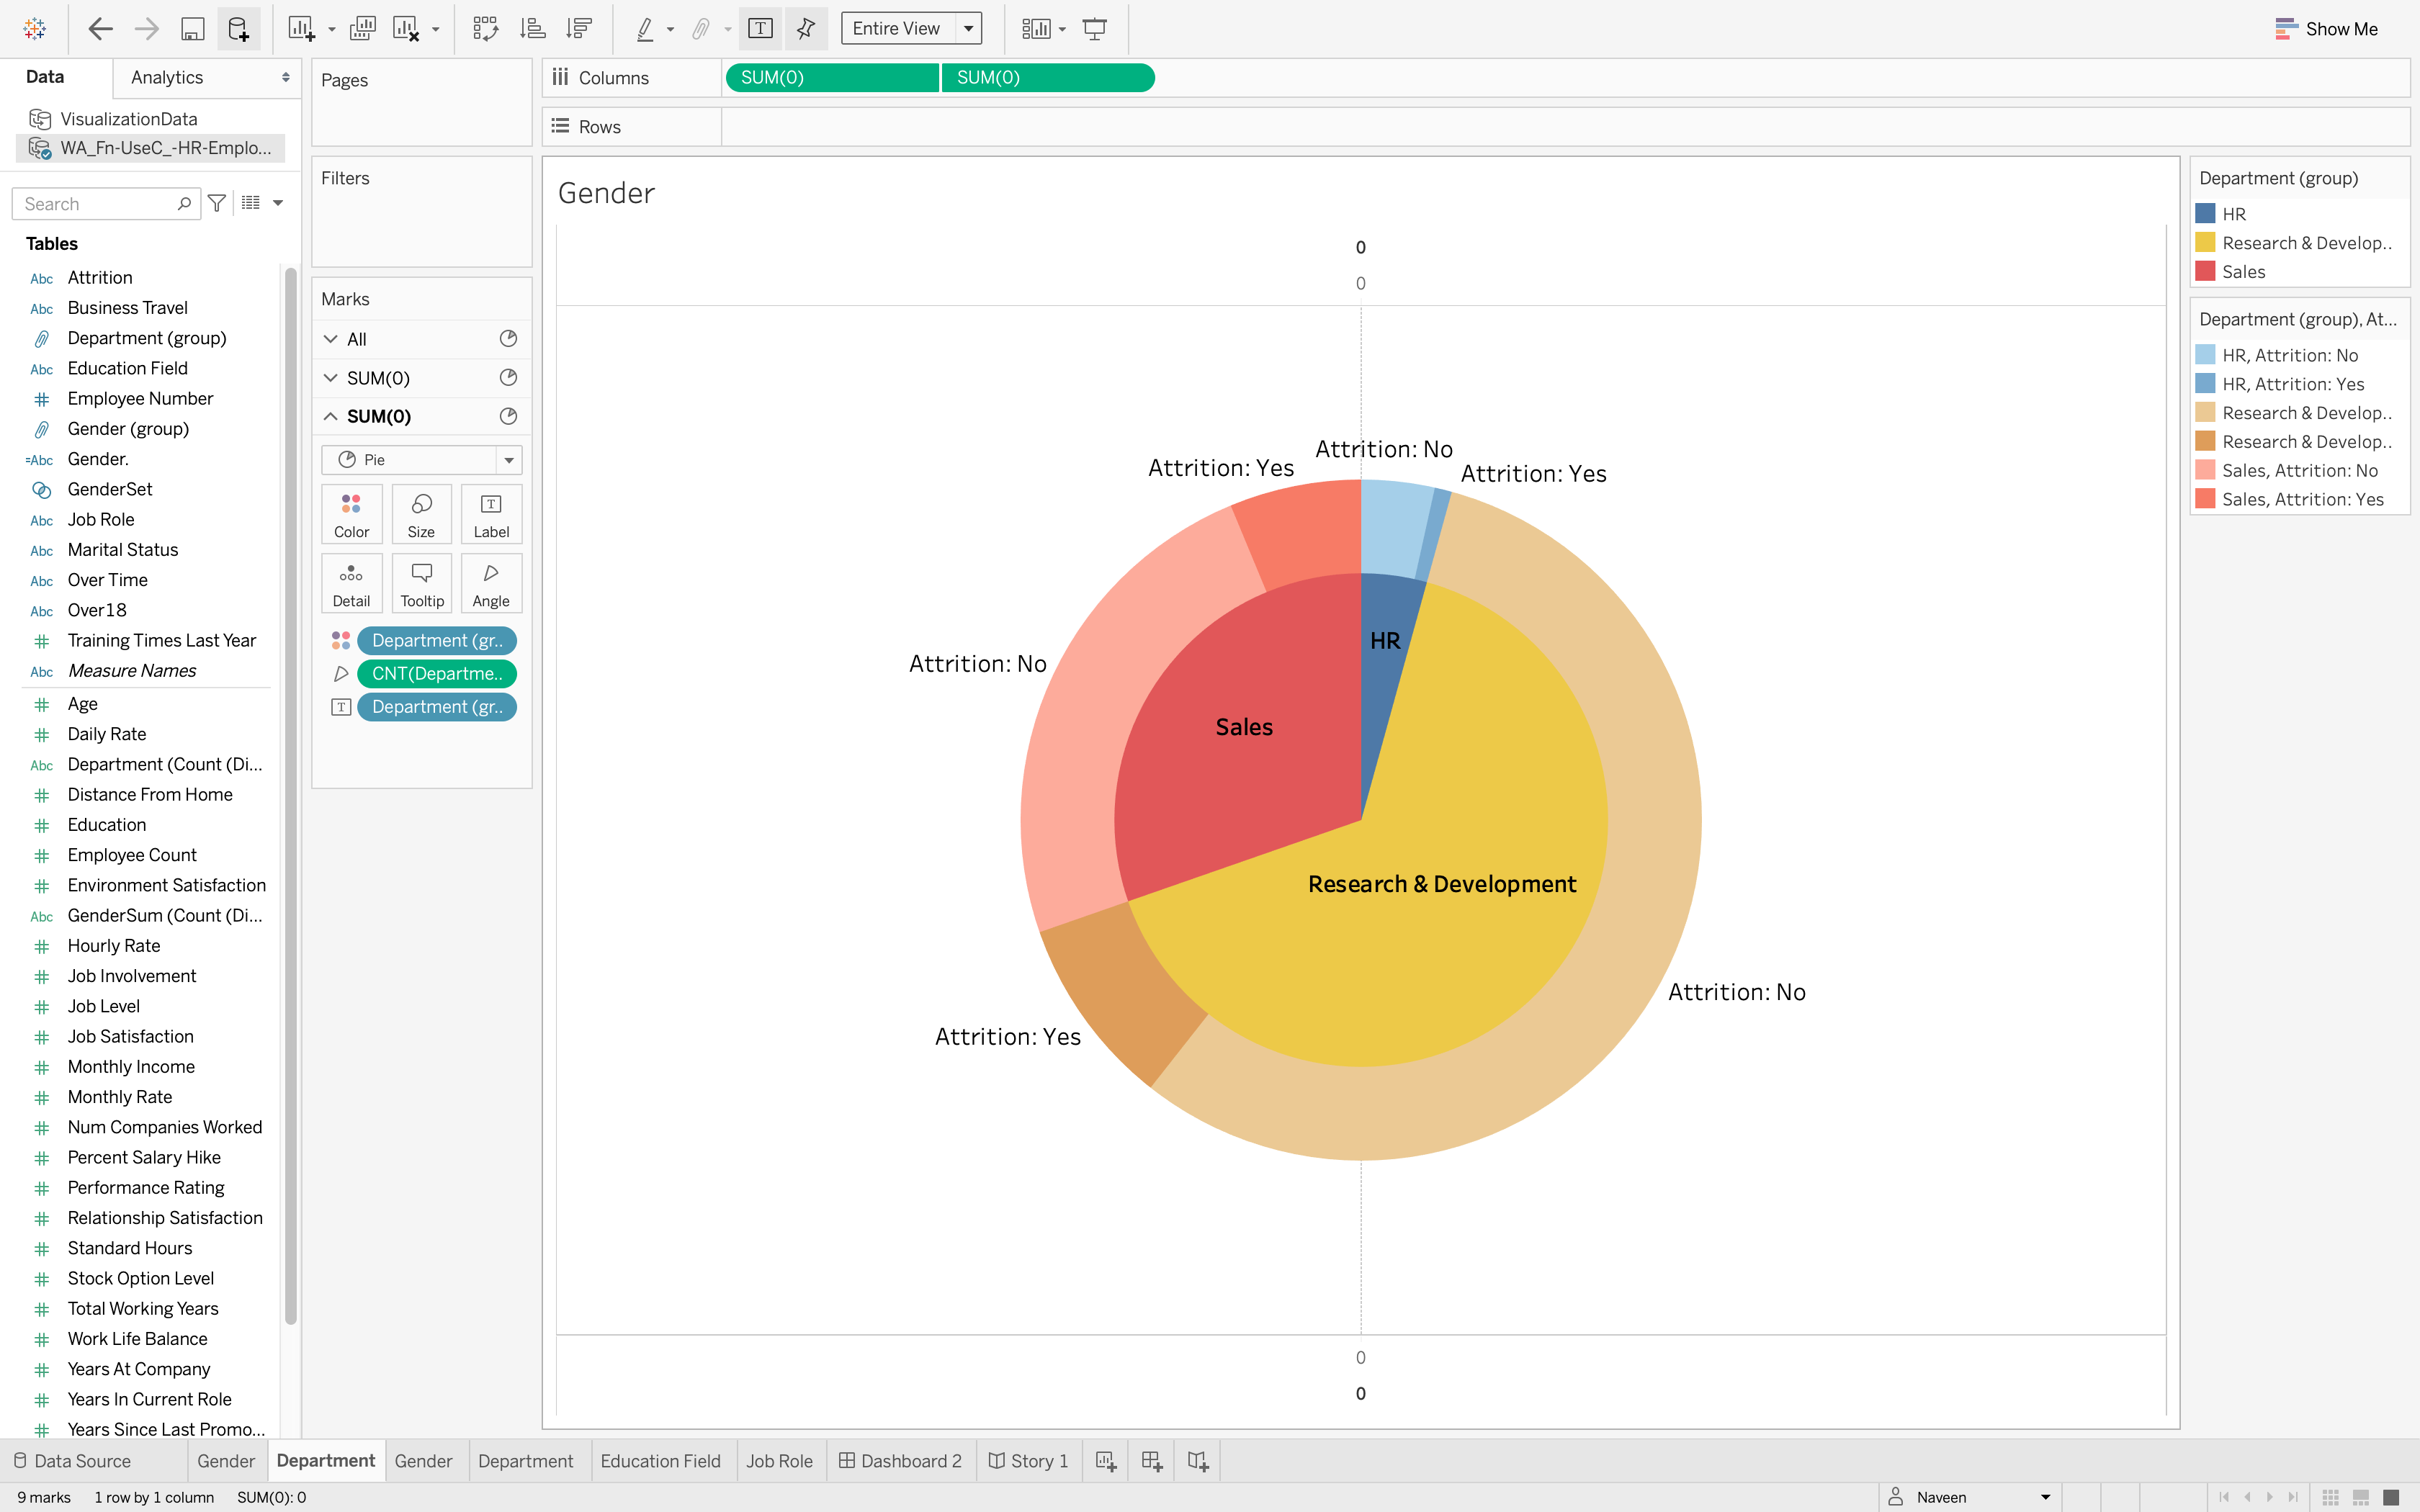 Entire View
Show Me
Data
Analytics
VisualizationData
WA_Fn-UseC_-HR-Emplo...
Search
Tables
Abc Attrition
Abc Business Travel
Department (group)
Abc Education Field
# Employee Number
Gender (group)
=Abc Gender.
GenderSet
Abc Job Role
Abc Marital Status
Abc Over Time
Abc Over18
# Training Times Last Year
Abc Measure Names
# Age
# Daily Rate
Abc Department (Count (Di...
# Distance From Home
# Education
# Employee Count
# Environment Satisfaction
Abc GenderSum (Count (Di...
# Hourly Rate
# Job Involvement
# Job Level
# Job Satisfaction
# Monthly Income
# Monthly Rate
# Num Companies Worked
# Percent Salary Hike
# Performance Rating
# Relationship Satisfaction
# Standard Hours
# Stock Option Level
# Total Working Years
# Work Life Balance
# Years At Company
# Years In Current Role
# Years Since Last Promo...
Pages
Filters
Marks
All
SUM(0)
SUM(0)
Pie
Color
Size
T
Label
Detail
Tooltip
Angle
Department (gr..
CNT(Departme..
T Department (gr..
Columns
SUM(0)
SUM(0)
Rows
Gender
0
0
Attrition: No
Attrition: Yes
Attrition: Yes
HR
Attrition: No
Sales
Research & Development
Attrition: No
Attrition: Yes
0
0
Department (group)
HR
Research & Develop..
Sales
Department (group), At...
HR, Attrition: No
HR, Attrition: Yes
Research & Develop..
Research & Develop..
Sales, Attrition: No
Sales, Attrition: Yes
Data Source
Gender
Department
Gender
Department
Education Field
Job Role
Dashboard 2
Story 1
9 marks
1 row by 1 column
SUM(0): 0
Naveen